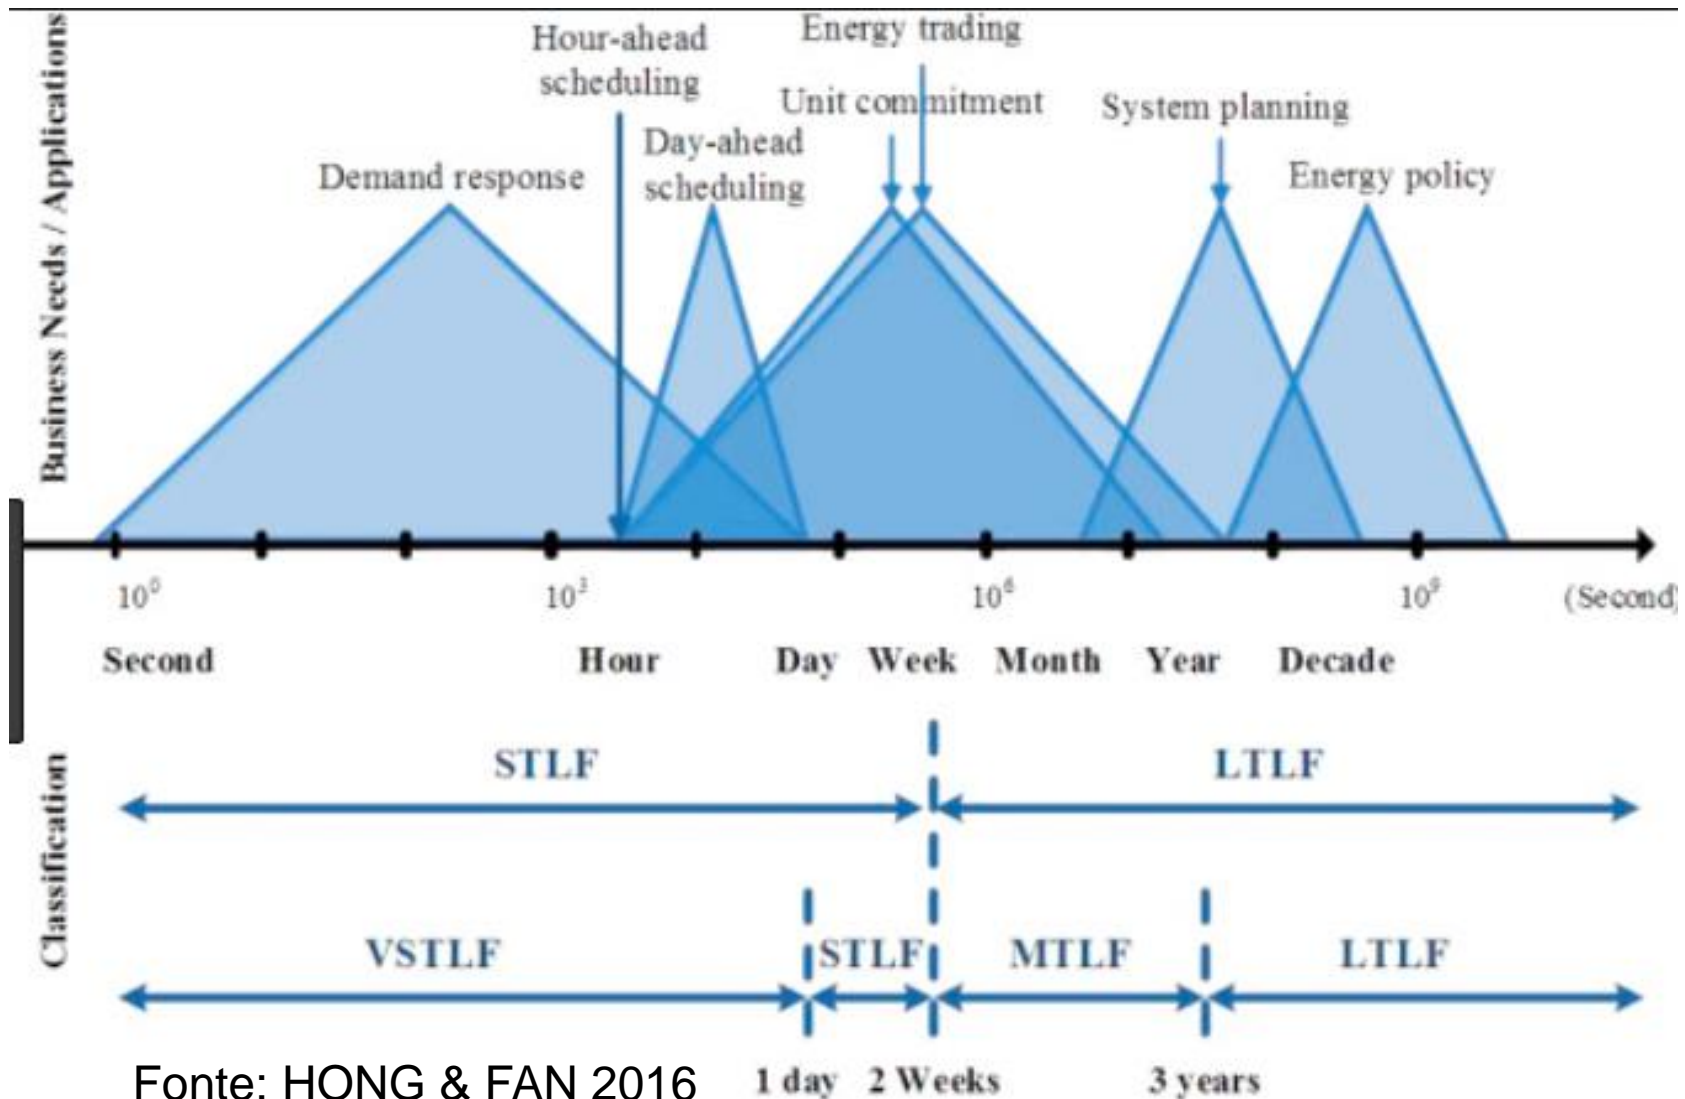 Business Needs / Applications
Hour-ahead
scheduling
Energy trading
Unit commitment
System planning
Day-ahead
scheduling
Demand response
Energy policy
10⁰
10³
10⁶
10⁹
(Second)
Second
Hour
Day
Week
Month
Year
Decade
Classification
STLF
LTLF
VSTLF
STLF
MTLF
LTLF
1 day
2 Weeks
3 years
Fonte: HONG & FAN 2016